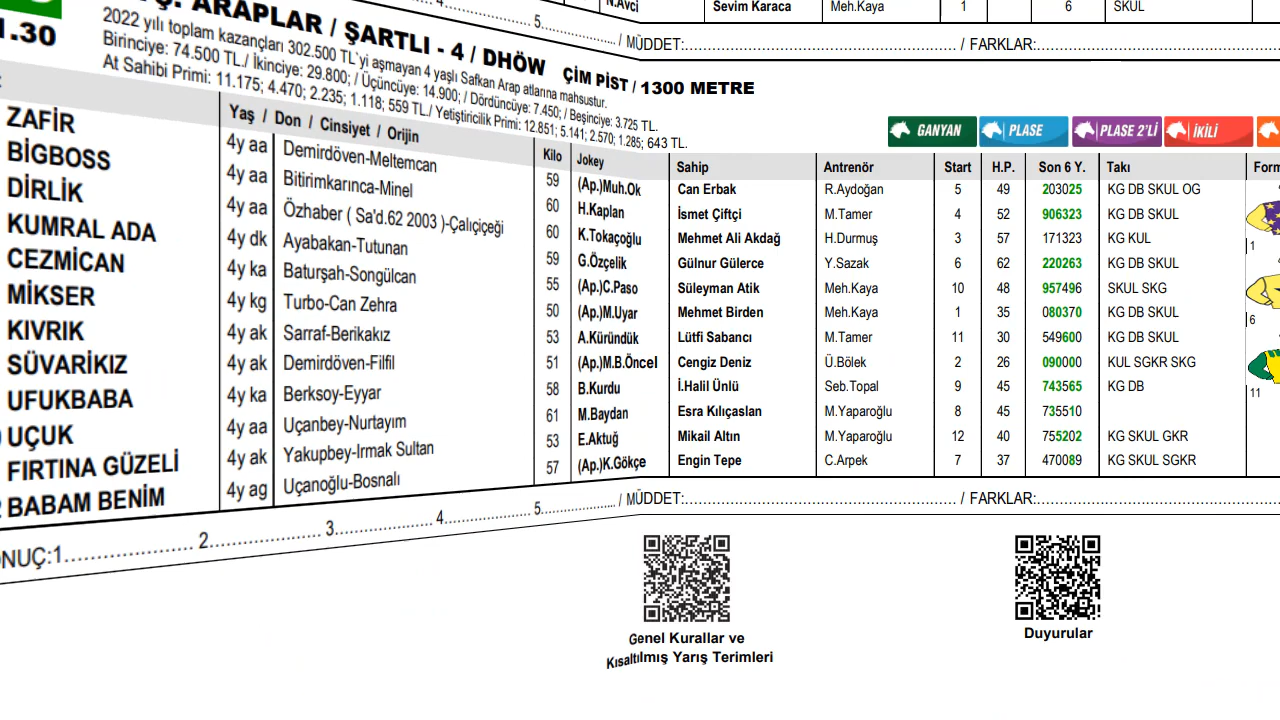 N.Avcı Sevim Karaca Meh.Kaya 1 6 SKUL
4............ 5..................... / MÜDDET:..................................................................... / FARKLAR:...............................................................
1.30
Ç. ARAPLAR / ŞARTLI - 4 / DHÖW ÇİM PİST / 1300 METRE
2022 yılı toplam kazançları 302.500 TL`yi aşmayan 4 yaşlı Safkan Arap atlarına mahsustur.
Birinciye: 74.500 TL./ İkinciye: 29.800; / Üçüncüye: 14.900; / Dördüncüye: 7.450; / Beşinciye: 3.725 TL.
At Sahibi Primi: 11.175; 4.470; 2.235; 1.118; 559 TL./ Yetiştiricilik Primi: 12.851; 5.141; 2.570; 1.285; 643 TL.
GANYAN PLASE PLASE 2'Lİ İKİLİ
Yaş / Don / Cinsiyet / Orijin Kilo Jokey Sahip Antrenör Start H.P. Son 6 Y. Takı Form
ZAFİR 4y aa Demirdöven-Meltemcan 59 (Ap.)Muh.Ok Can Erbak R.Aydoğan 5 49 203025 KG DB SKUL OG
BİGBOSS 4y aa Bitirimkarınca-Minel 60 H.Kaplan İsmet Çiftçi M.Tamer 4 52 906323 KG DB SKUL
DİRLİK 4y aa Özhaber ( Sa'd.62 2003 )-Çalıçiçeği 60 K.Tokaçoğlu Mehmet Ali Akdağ H.Durmuş 3 57 171323 KG KUL 1
KUMRAL ADA 4y dk Ayabakan-Tutunan 59 G.Özçelik Gülnur Gülerce Y.Sazak 6 62 220263 KG DB SKUL
CEZMİCAN 4y ka Baturşah-Songülcan 55 (Ap.)C.Paso Süleyman Atik Meh.Kaya 10 48 957496 SKUL SKG
MİKSER 4y kg Turbo-Can Zehra 50 (Ap.)M.Uyar Mehmet Birden Meh.Kaya 1 35 080370 KG DB SKUL 6
KIVRIK 4y ak Sarraf-Berikakız 53 A.Küründük Lütfi Sabancı M.Tamer 11 30 549600 KG DB SKUL
SÜVARİKIZ 4y ak Demirdöven-Filfil 51 (Ap.)M.B.Öncel Cengiz Deniz Ü.Bölek 2 26 090000 KUL SGKR SKG
UFUKBABA 4y ka Berksoy-Eyyar 58 B.Kurdu İ.Halil Ünlü Seb.Topal 9 45 743565 KG DB 11
UÇUK 4y aa Uçanbey-Nurtayım 61 M.Baydan Esra Kılıçaslan M.Yaparoğlu 8 45 735510
FIRTINA GÜZELİ 4y ak Yakupbey-Irmak Sultan 53 E.Aktuğ Mikail Altın M.Yaparoğlu 12 40 755202 KG SKUL GKR
BABAM BENİM 4y ag Uçanoğlu-Bosnalı 57 (Ap.)K.Gökçe Engin Tepe C.Arpek 7 37 470089 KG SKUL SGKR
ONUÇ:1........................... 2......................... 3..................... 4................... 5..................... / MÜDDET:..................................................................... / FARKLAR:...............................................................
Genel Kurallar ve
Kısaltılmış Yarış Terimleri
Duyurular